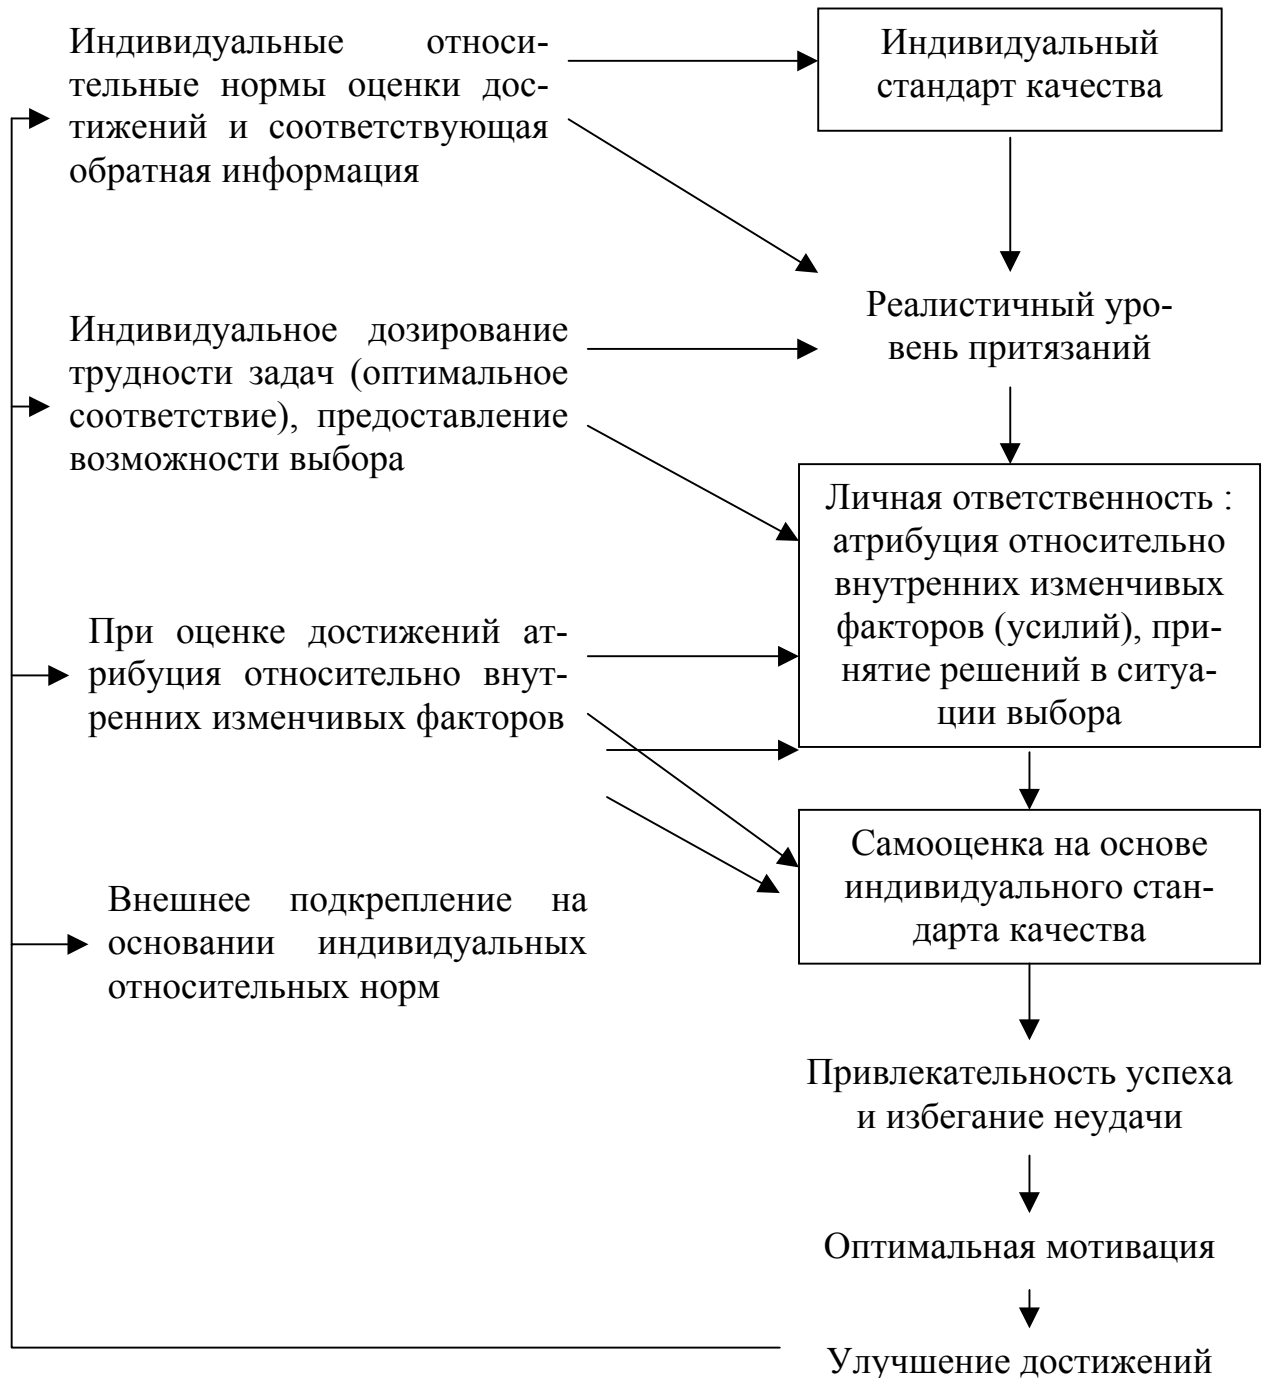 Индивидуальные относи-
тельные нормы оценки дос-
тижений и соответствующая
обратная информация
Индивидуальный
стандарт качества
Реалистичный уро-
вень притязаний
Индивидуальное дозирование
трудности задач (оптимальное
соответствие), предоставление
возможности выбора
Личная ответственность :
атрибуция относительно
внутренних изменчивых
факторов (усилий), при-
нятие решений в ситуа-
ции выбора
При оценке достижений ат-
рибуция относительно внут-
ренних изменчивых факторов
Самооценка на основе
индивидуального стан-
дарта качества
Внешнее подкрепление на
основании индивидуальных
относительных норм
Привлекательность успеха
и избегание неудачи
Оптимальная мотивация
Улучшение достижений